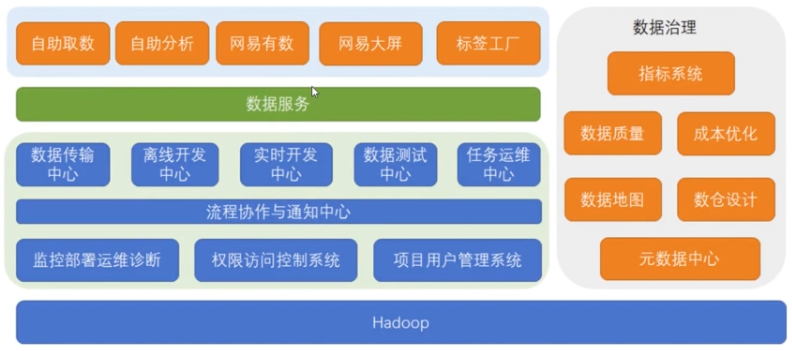 自助取数
自助分析
网易有数
网易大屏
标签工厂
数据服务
数据传输
中心
离线开发
中心
实时开发
中心
数据测试
中心
任务运维
中心
流程协作与通知中心
监控部署运维诊断
权限访问控制系统
项目用户管理系统
数据治理
指标系统
数据质量
成本优化
数据地图
数仓设计
元数据中心
Hadoop